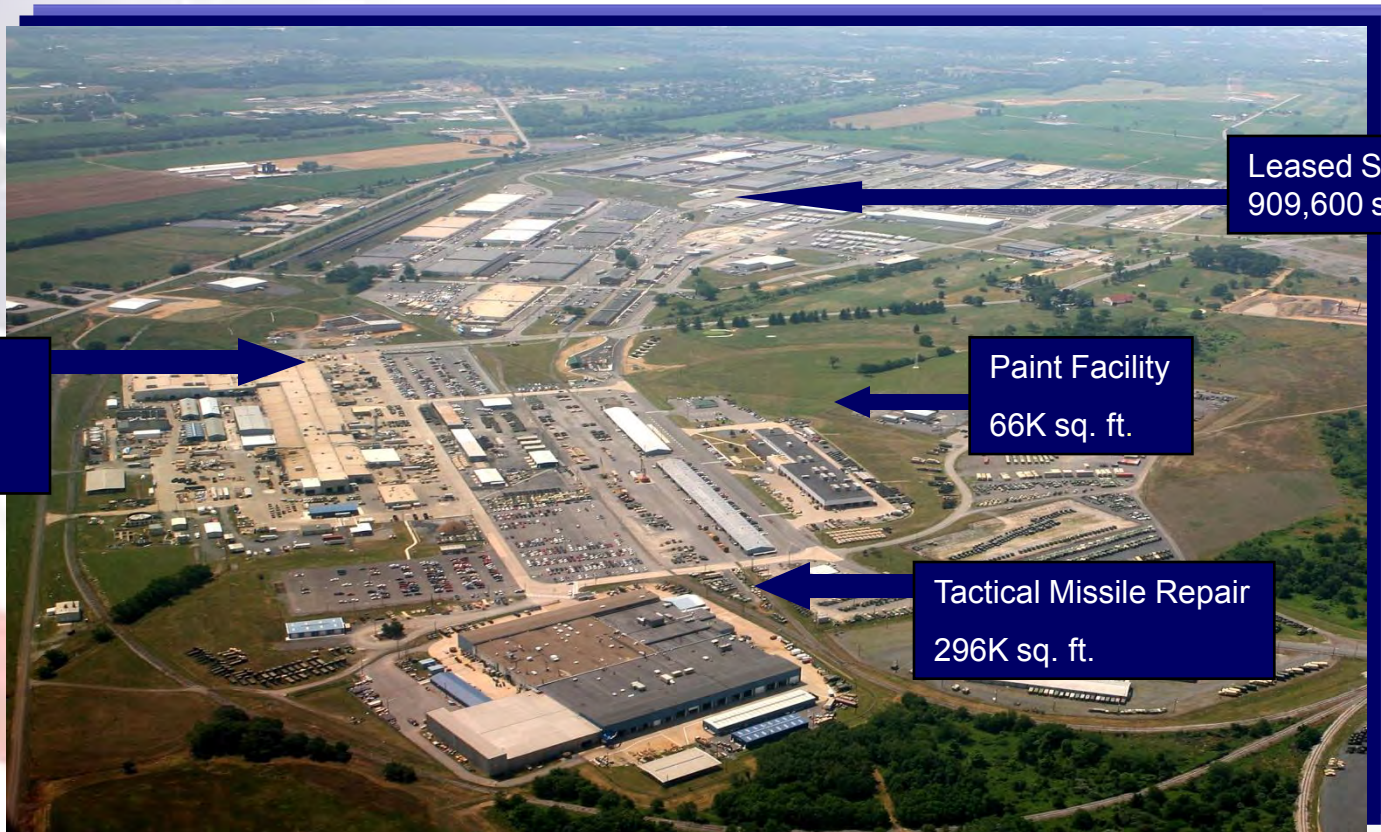 Leased
909,600
Paint Facility
66K sq. ft.
Tactical Missile Repair
296K sq. ft.